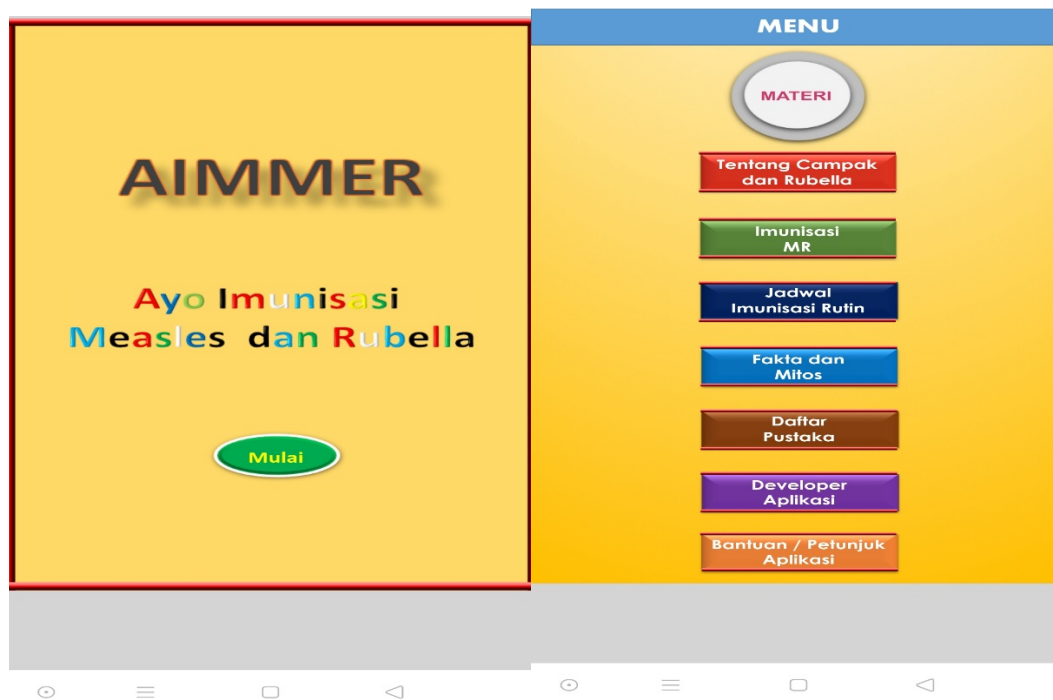 AIMMER
Ayo Imunisasi
Measles dan Rubella
Mulai
MENU
MATERI
Tentang Campak
dan Rubella
Imunisasi
MR
Jadwal
Imunisasi Rutin
Fakta dan
Mitos
Daftar
Pustaka
Developer
Aplikasi
Bantuan / Petunjuk
Aplikasi